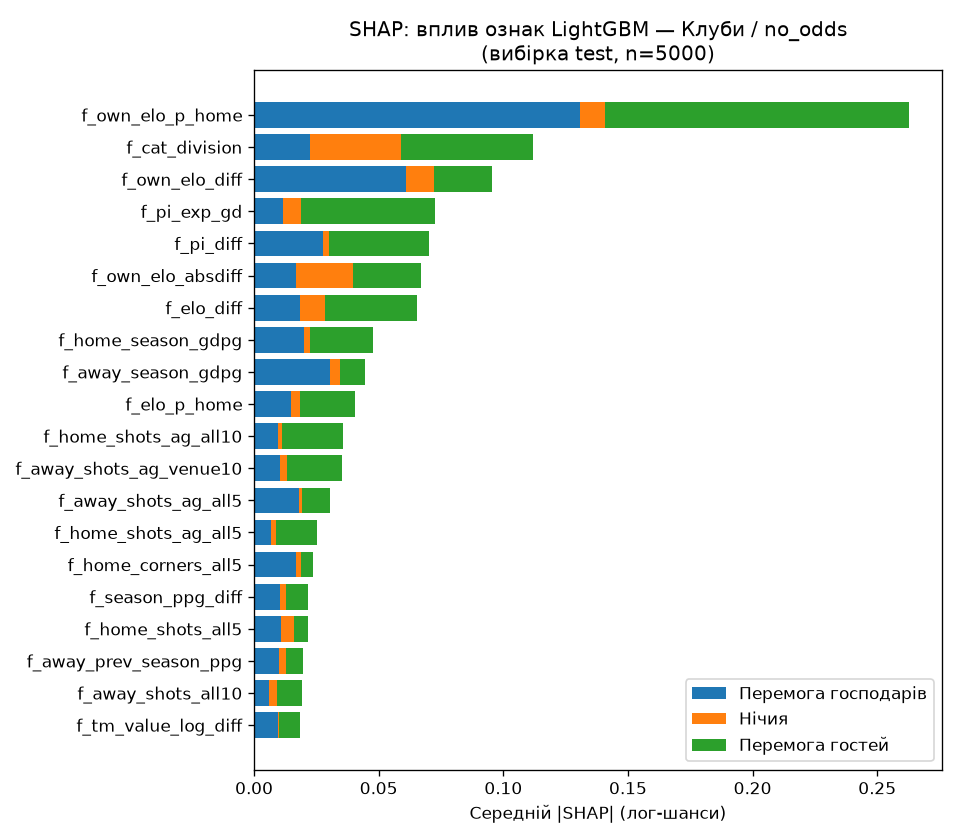 SHAP: вплив ознак LightGBM — Клуби / no_odds
(вибірка test, n=5000)
f_own_elo_p_home
f_cat_division
f_own_elo_diff
f_pi_exp_gd
f_pi_diff
f_own_elo_absdiff
f_elo_diff
f_home_season_gdpg
f_away_season_gdpg
f_elo_p_home
f_home_shots_ag_all10
f_away_shots_ag_venue10
f_away_shots_ag_all5
f_home_shots_ag_all5
f_home_corners_all5
f_season_ppg_diff
f_home_shots_all5
f_away_prev_season_ppg
f_away_shots_all10
f_tm_value_log_diff
Перемога господарів
Нічия
Перемога гостей
0.00 0.05 0.10 0.15 0.20 0.25
Середній |SHAP| (лог-шанси)